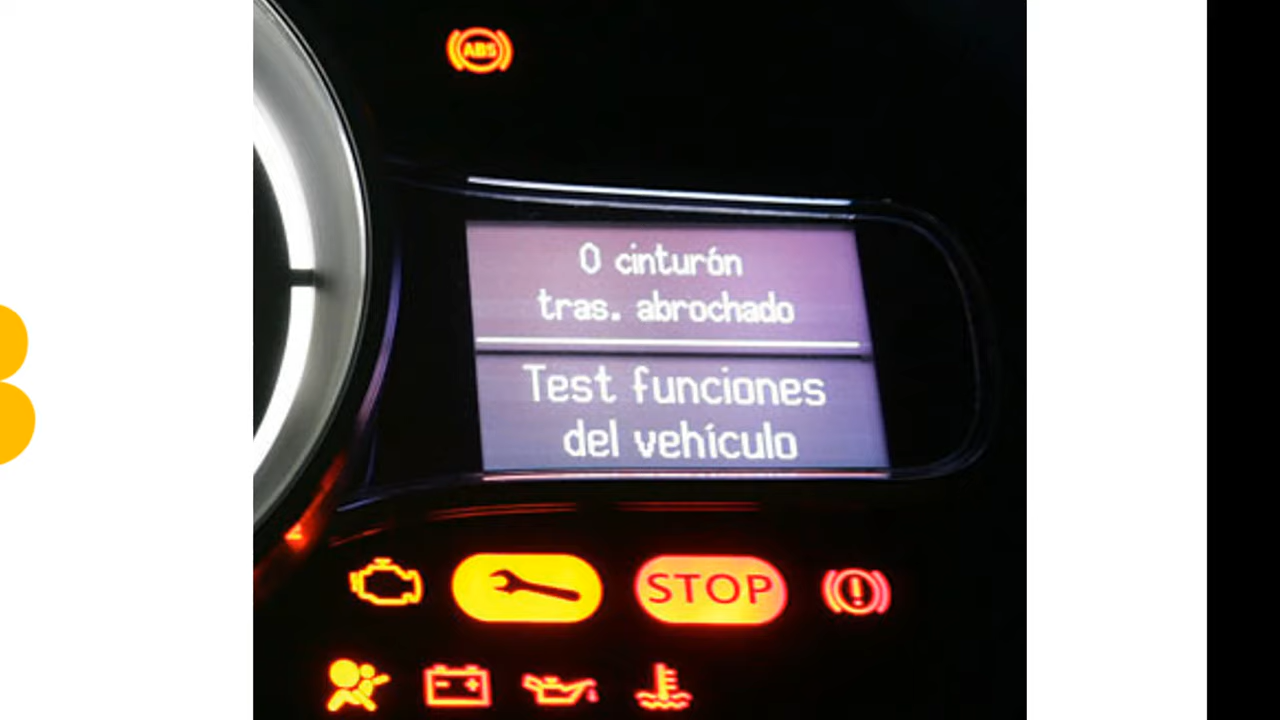 ABS
0 cinturón
tras. abrochado
Test funciones
del vehículo
STOP